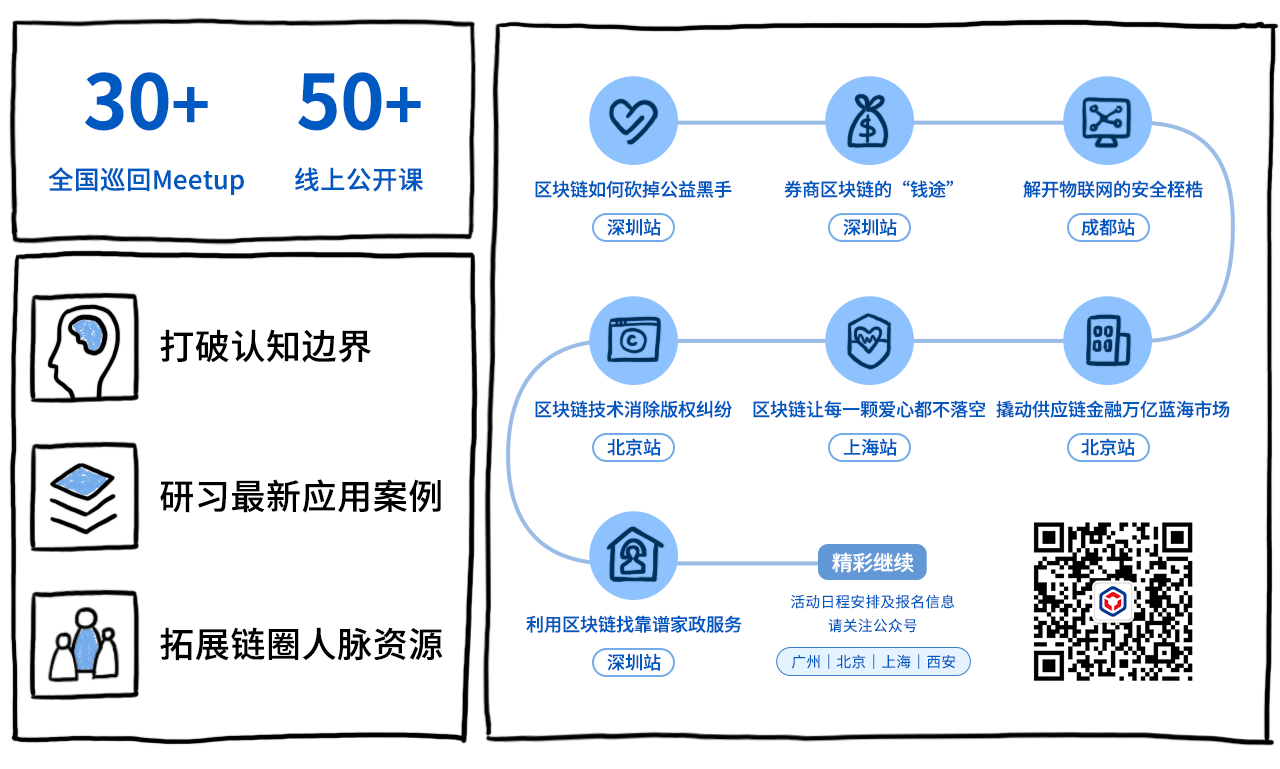 30+
50+
全国巡回Meetup
线上公开课
打破认知边界
研习最新应用案例
拓展链圈人脉资源
区块链如何砍掉公益黑手
深圳站
券商区块链的“钱途”
深圳站
解开物联网的安全桎梏
成都站
区块链技术消除版权纠纷
北京站
区块链让每一颗爱心都不落空
上海站
撬动供应链金融万亿蓝海市场
北京站
利用区块链找靠谱家政服务
深圳站
精彩继续
活动日程安排及报名信息
请关注公众号
广州｜北京｜上海｜西安